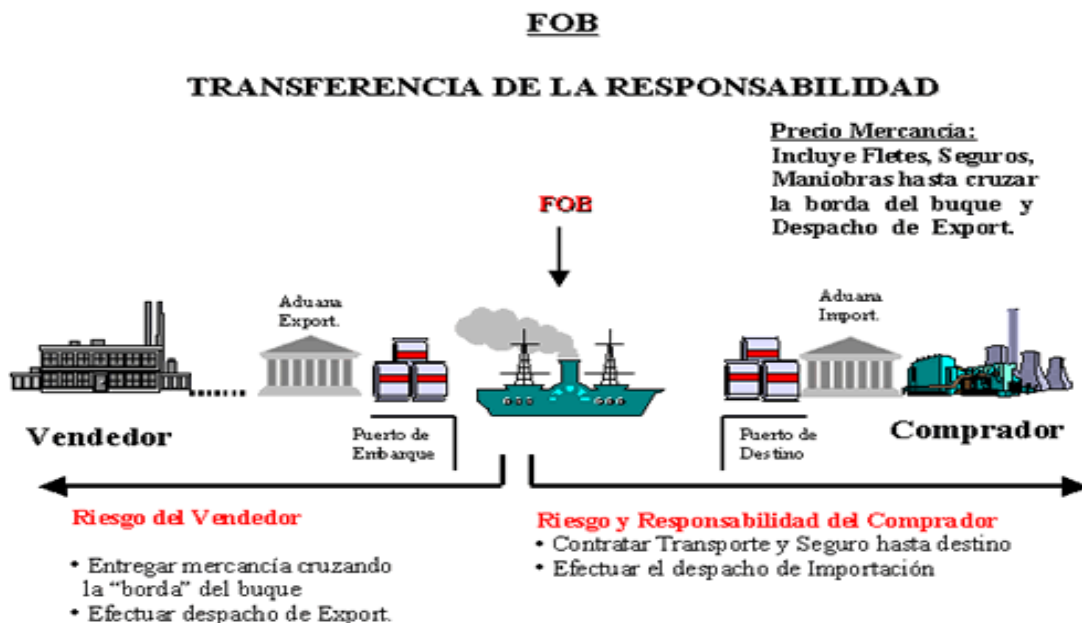 FOB
TRANSFERENCIA DE LA RESPONSABILIDAD
Precio Mercancía:
Incluye Fletes, Seguros,
Maniobras hasta cruzar
la borda del buque y
Despacho de Export.
FOB
Aduana
Export.
Aduana
Import.
Vendedor
Puerto de
Embarque
Puerto de
Destino
Comprador
Riesgo del Vendedor
• Entregar mercancía cruzando
la “borda” del buque
• Efectuar despacho de Export.
Riesgo y Responsabilidad del Comprador
• Contratar Transporte y Seguro hasta destino
• Efectuar el despacho de Importación